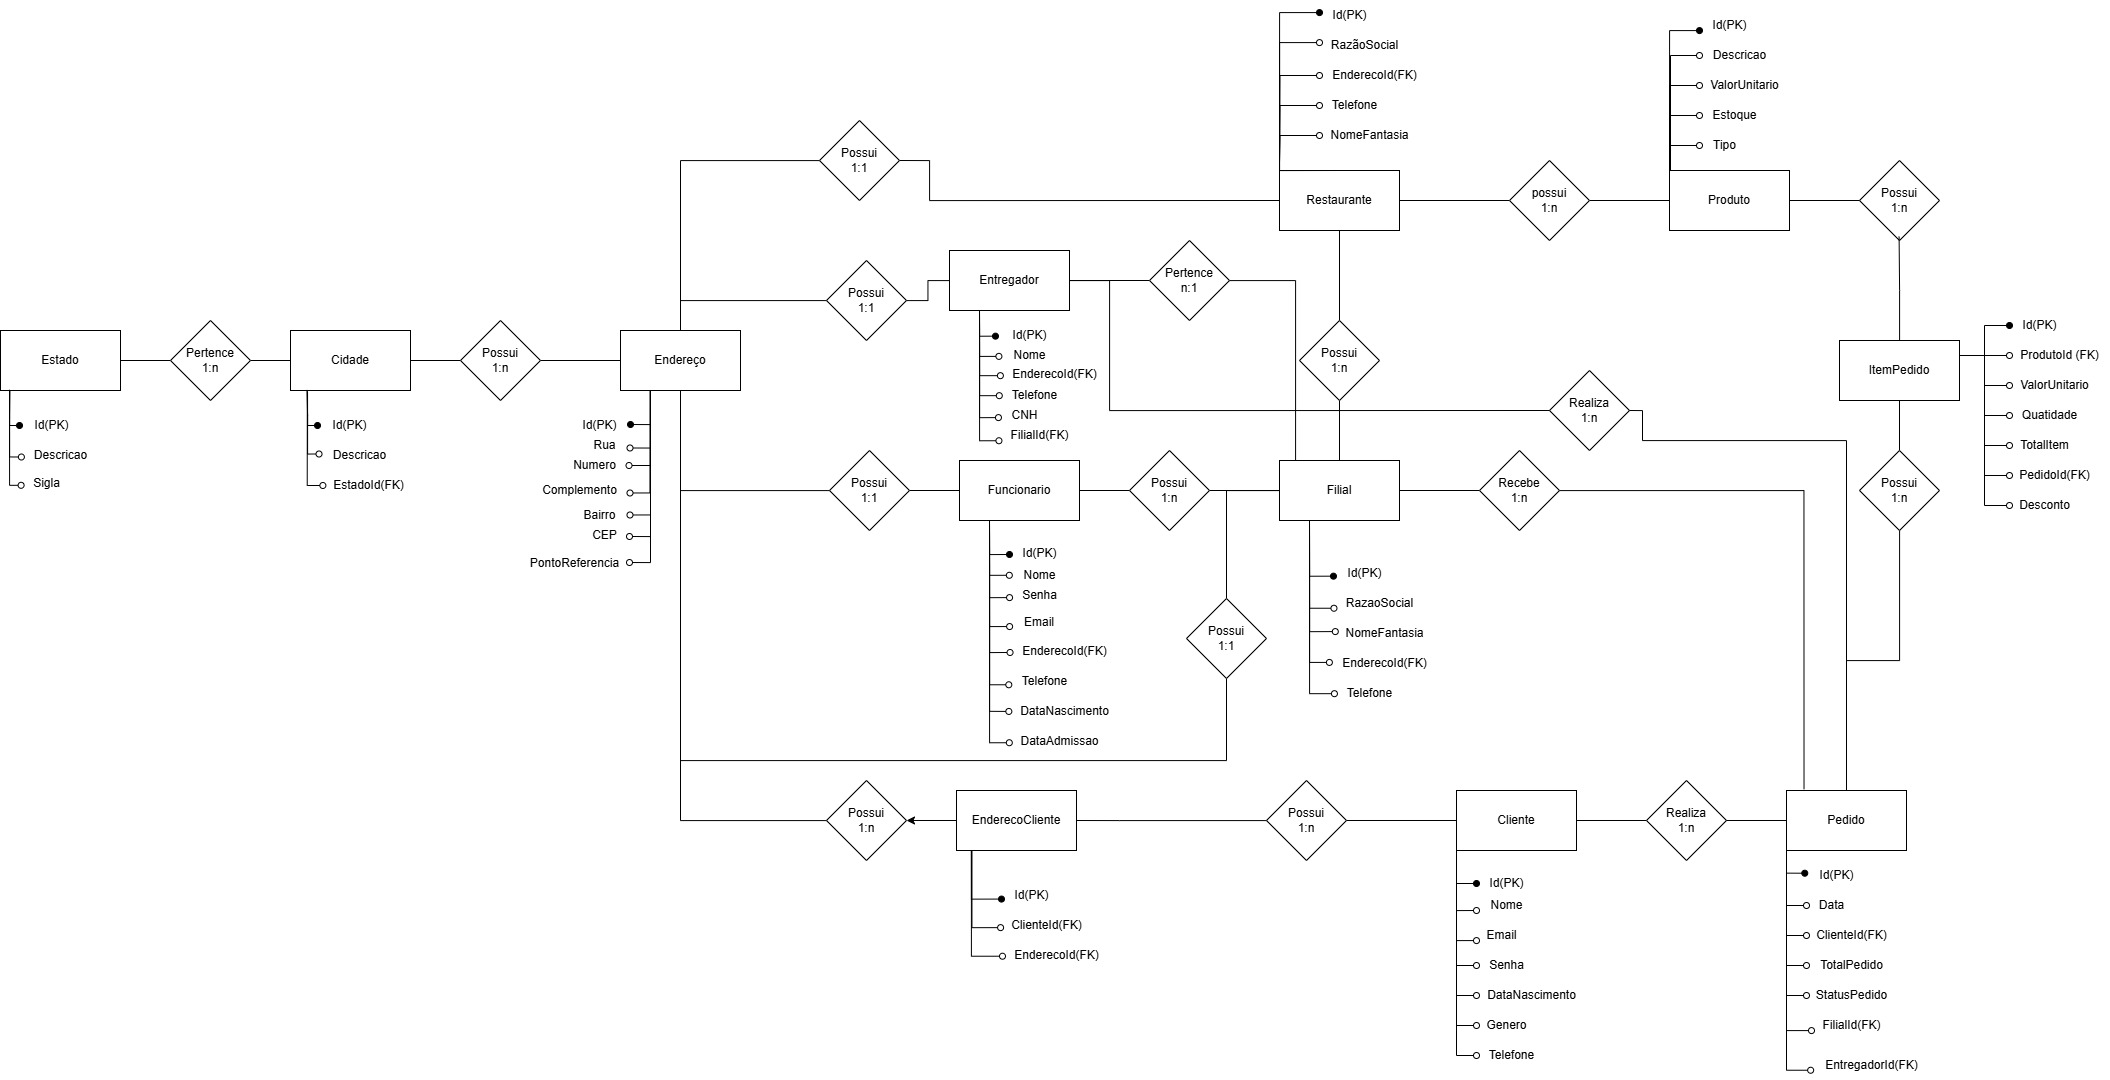 Id(PK)
RazãoSocial
EnderecoId(FK)
Telefone
NomeFantasia
Id(PK)
Descricao
ValorUnitario
Estoque
Tipo
Possui
1:1
Restaurante
possui
1:n
Produto
Possui
1:n
Possui
1:1
Entregador
Pertence
n:1
Id(PK)
Nome
EnderecoId(FK)
Telefone
CNH
FilialId(FK)
Estado
Pertence
1:n
Cidade
Possui
1:n
Endereço
Possui
1:n
ItemPedido
Id(PK)
ProdutoId (FK)
ValorUnitario
Quatidade
TotalItem
PedidoId(FK)
Desconto
Realiza
1:n
Id(PK)
Descricao
Sigla
Id(PK)
Descricao
EstadoId(FK)
Id(PK)
Rua
Numero
Complemento
Bairro
CEP
PontoReferencia
Possui
1:1
Funcionario
Possui
1:n
Filial
Recebe
1:n
Possui
1:n
Id(PK)
Nome
Senha
Email
EnderecoId(FK)
Telefone
DataNascimento
DataAdmissao
Possui
1:1
Id(PK)
RazaoSocial
NomeFantasia
EnderecoId(FK)
Telefone
Possui
1:n
EnderecoCliente
Possui
1:n
Cliente
Realiza
1:n
Pedido
Id(PK)
ClienteId(FK)
EnderecoId(FK)
Id(PK)
Nome
Email
Senha
DataNascimento
Genero
Telefone
Id(PK)
Data
ClienteId(FK)
TotalPedido
StatusPedido
FilialId(FK)
EntregadorId(FK)